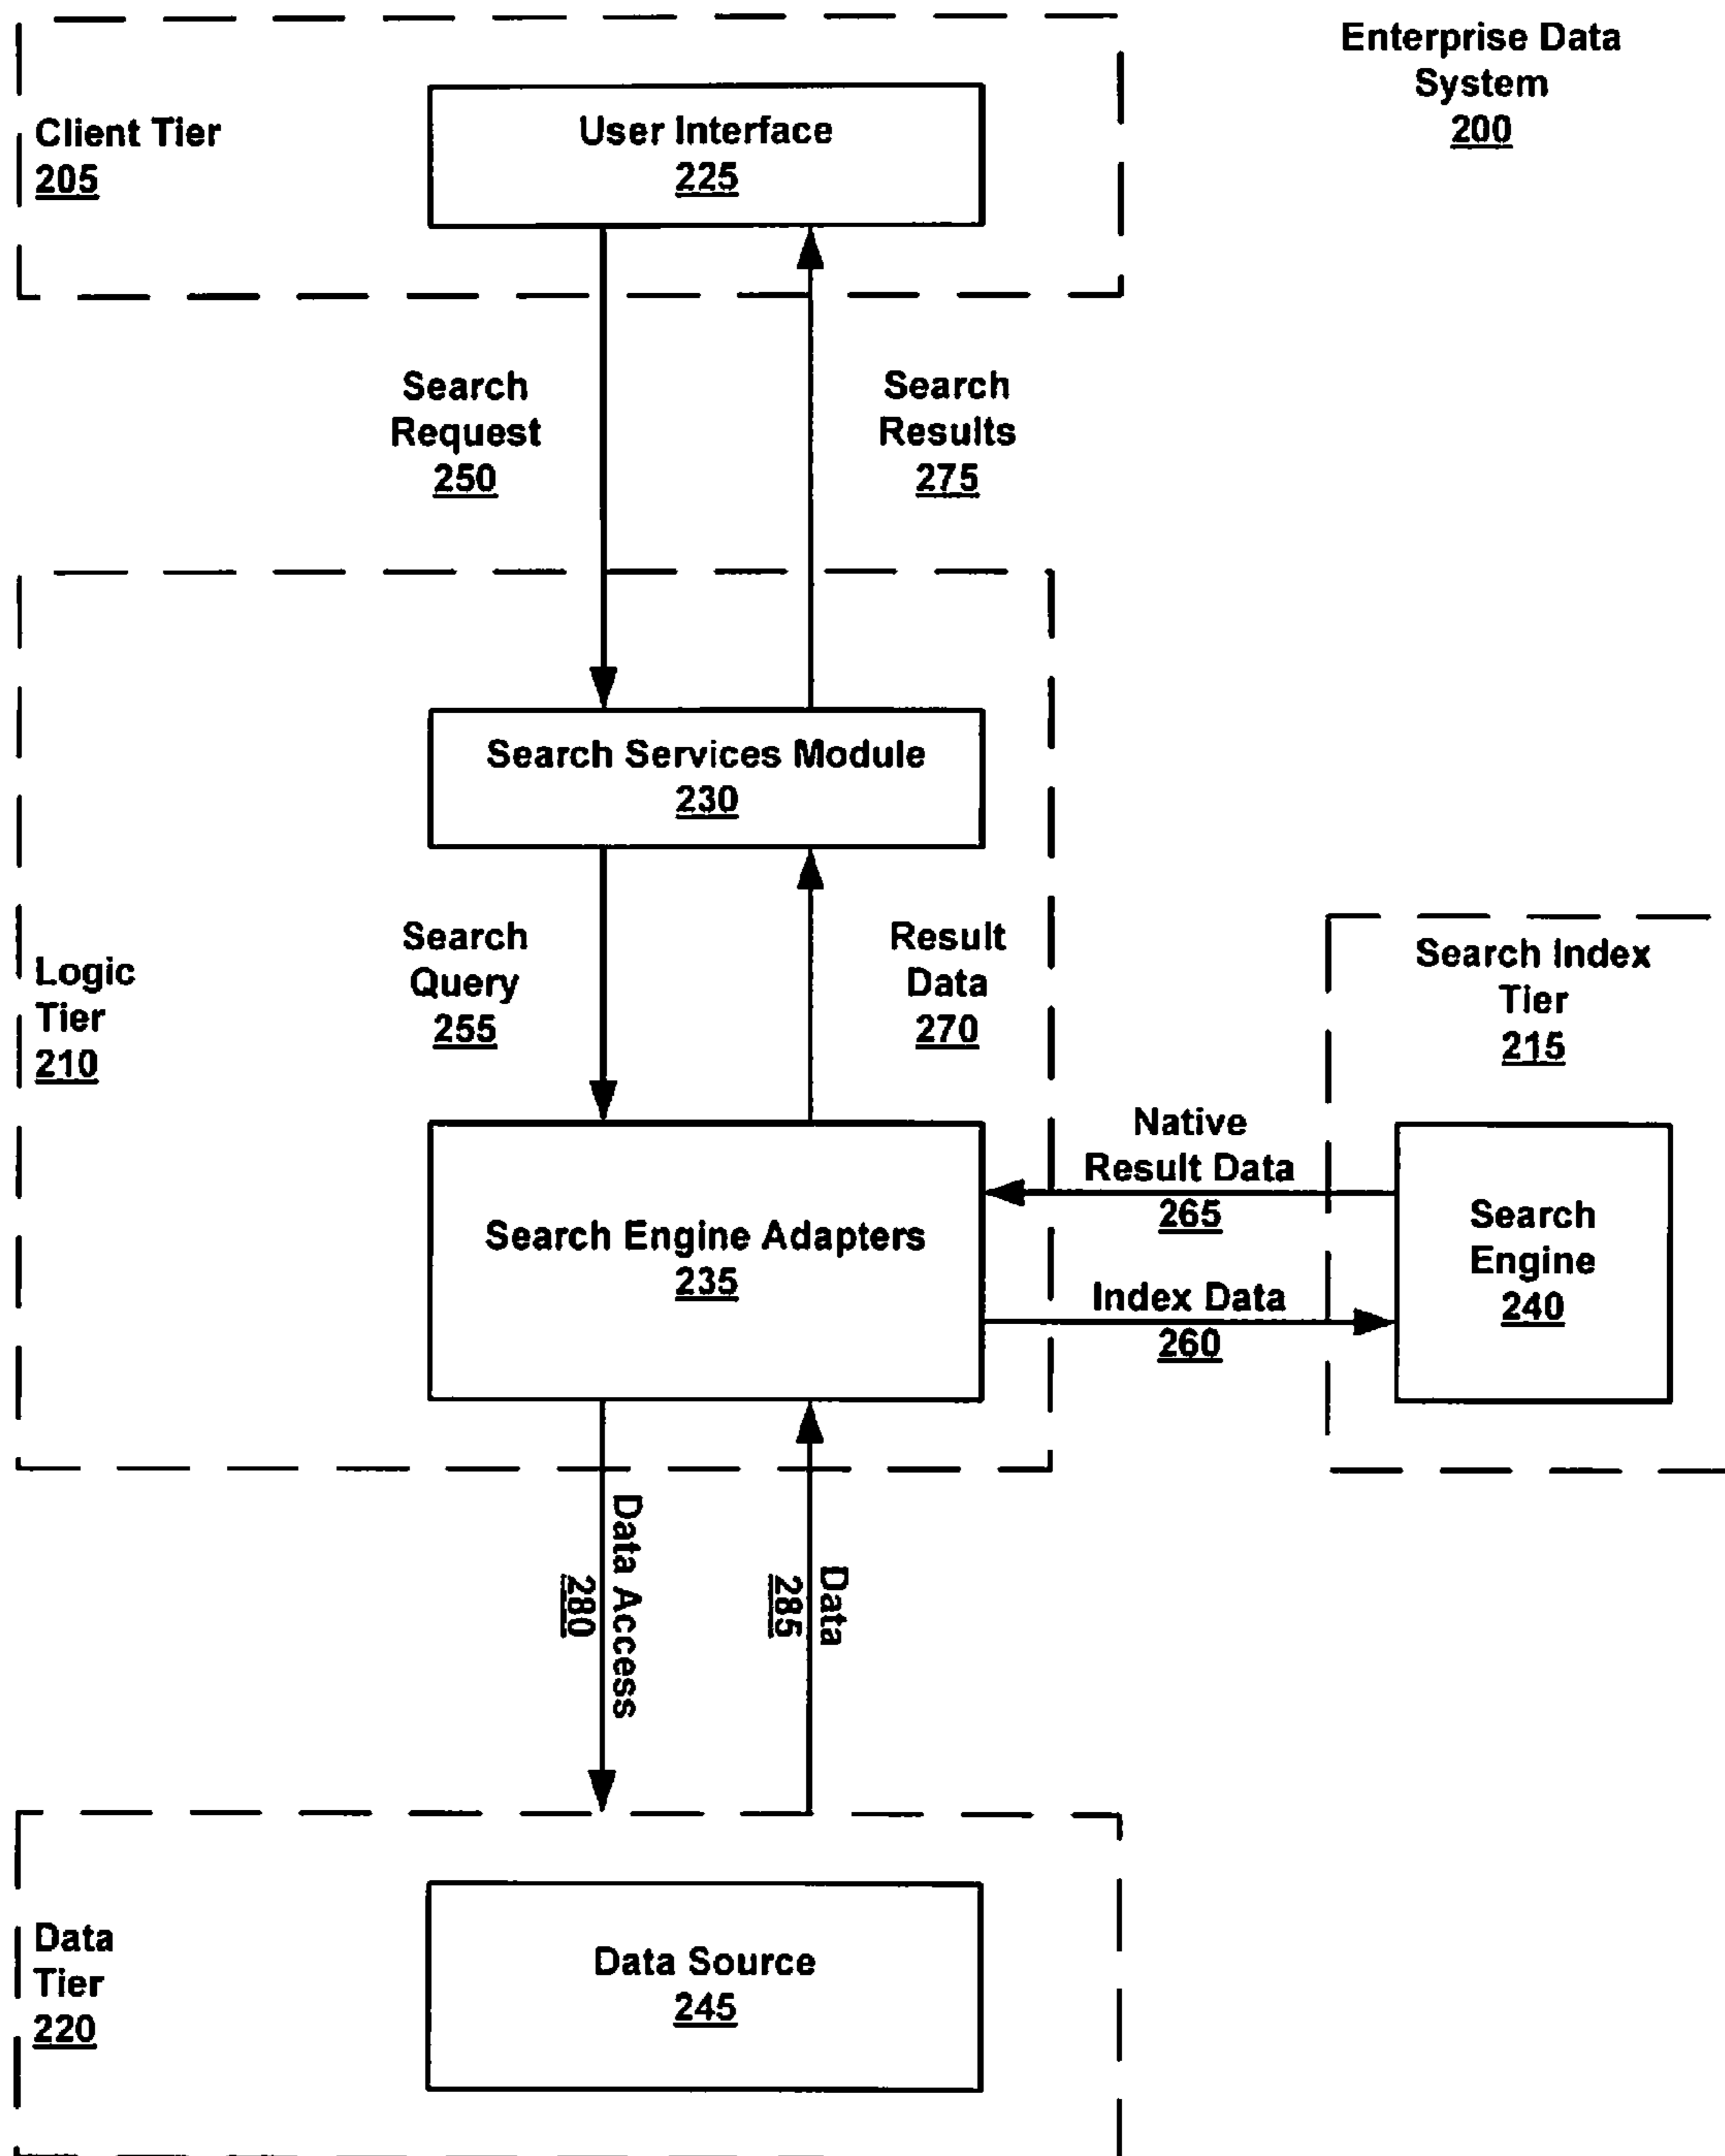 Enterprise Data
System
200
Client Tier
205
User Interface
225
Search
Request
250
Search
Results
275
Search Services Module
230
Logic
Tier
210
Search
Query
255
Result
Data
270
Search Index
Tier
215
Native
Result Data
265
Search Engine Adapters
235
Search
Engine
240
Index Data
260
Data Access
280
Data
285
Data
Tier
220
Data Source
245